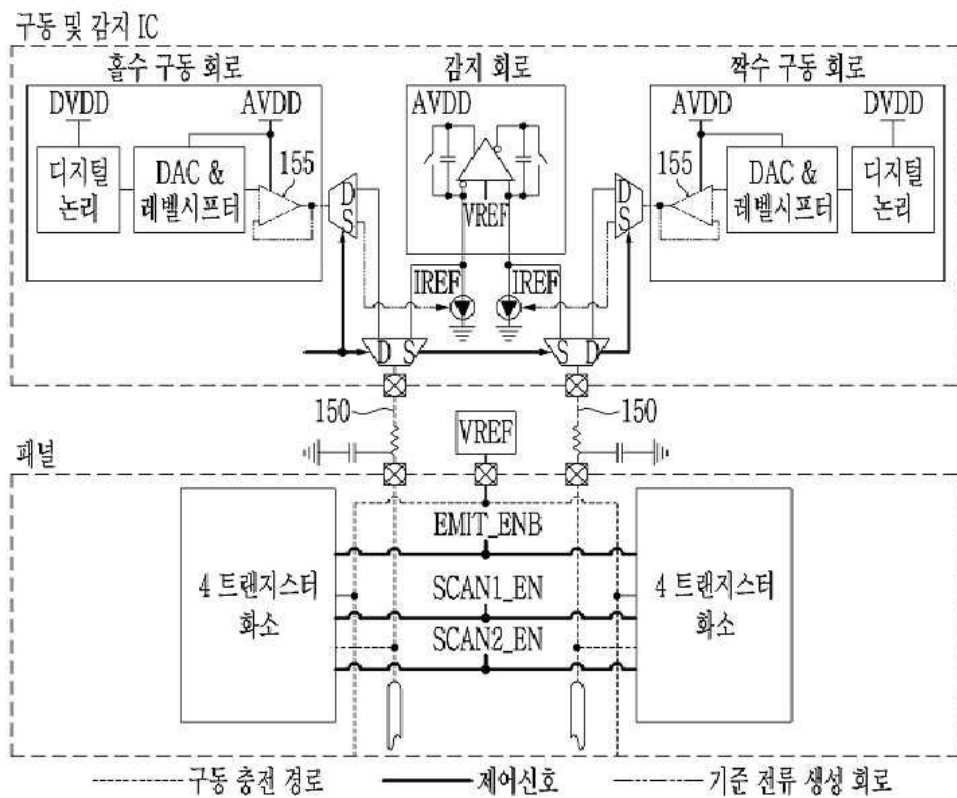 구동 및 감지 IC
홀수 구동 회로
감지 회로
짝수 구동 회로
DVDD
AVDD
AVDD
AVDD
DVDD
디지털
논리
DAC &
레벨시프터
155
D
S
VREF
D
S
155
DAC &
레벨시프터
디지털
논리
IREF
IREF
D S
S D
150
VREF
150
패널
4 트랜지스터
화소
EMIT_ENB
SCAN1_EN
SCAN2_EN
4 트랜지스터
화소
구동 충전 경로
제어신호
기준 전류 생성 회로